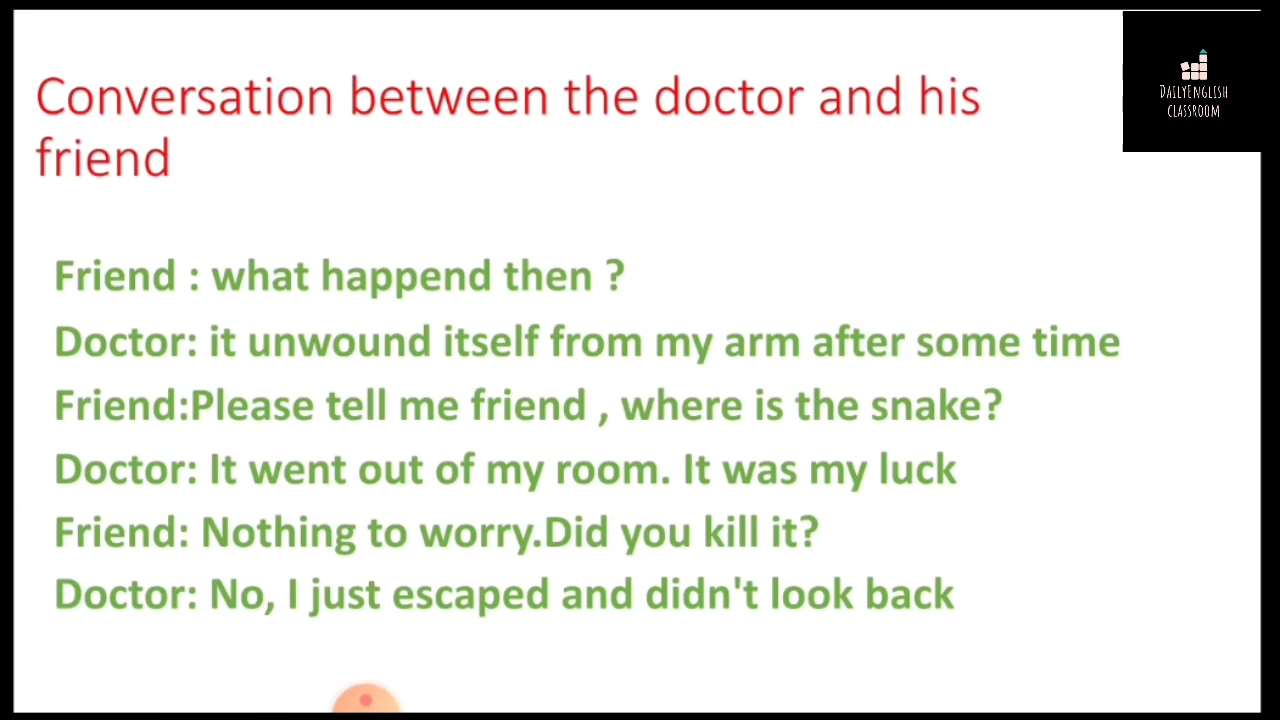 Conversation between the doctor and his
friend
DailyEnglish
classroom
Friend : what happend then ?
Doctor: it unwound itself from my arm after some time
Friend:Please tell me friend , where is the snake?
Doctor: It went out of my room. It was my luck
Friend: Nothing to worry.Did you kill it?
Doctor: No, I just escaped and didn't look back